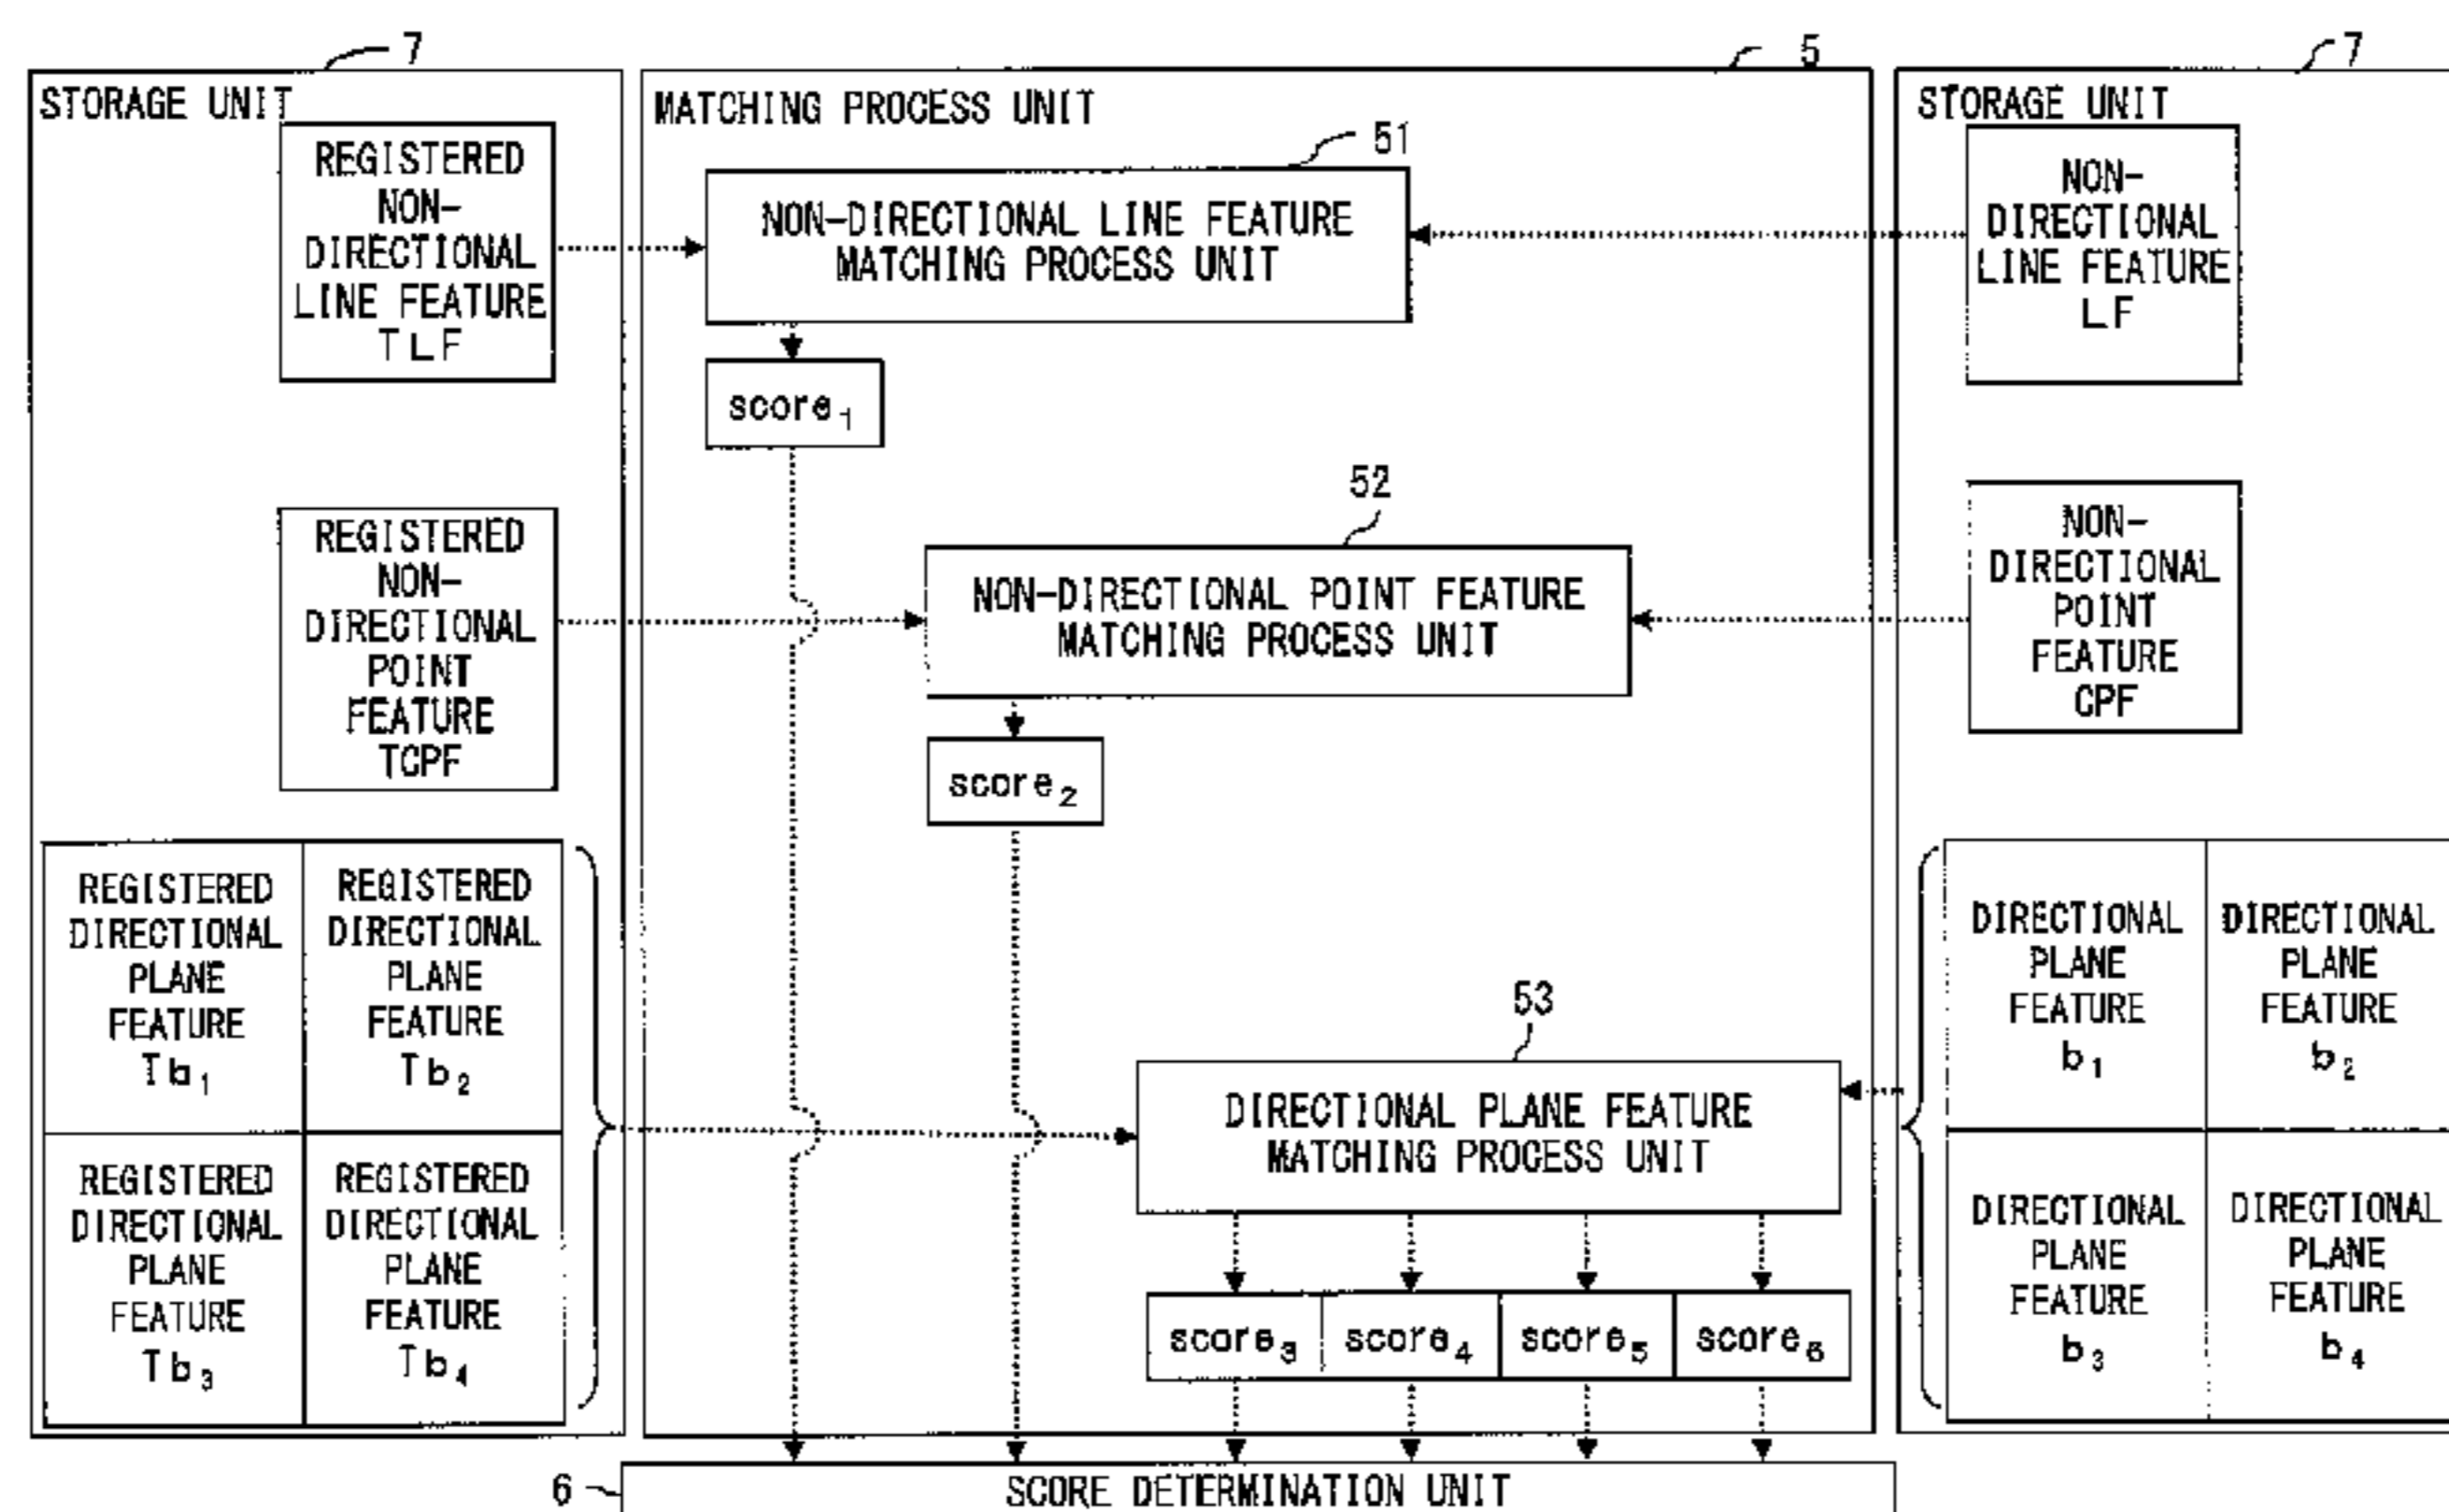 7
STORAGE UNIT
REGISTERED
NON-
DIRECTIONAL
LINE FEATURE
TLF
REGISTERED
NON-
DIRECTIONAL
POINT
FEATURE
TCPF
REGISTERED
DIRECTIONAL
PLANE
FEATURE
Tb₁
REGISTERED
DIRECTIONAL
PLANE
FEATURE
Tb₂
REGISTERED
DIRECTIONAL
PLANE
FEATURE
Tb₃
REGISTERED
DIRECTIONAL
PLANE
FEATURE
Tb₄
5
MATCHING PROCESS UNIT
51
NON-DIRECTIONAL LINE FEATURE
MATCHING PROCESS UNIT
score₁
52
NON-DIRECTIONAL POINT FEATURE
MATCHING PROCESS UNIT
score₂
53
DIRECTIONAL PLANE FEATURE
MATCHING PROCESS UNIT
score₃
score₄
score₅
score₆
7
STORAGE UNIT
NON-
DIRECTIONAL
LINE FEATURE
LF
NON-
DIRECTIONAL
POINT
FEATURE
CPF
DIRECTIONAL
PLANE
FEATURE
b₁
DIRECTIONAL
PLANE
FEATURE
b₂
DIRECTIONAL
PLANE
FEATURE
b₃
DIRECTIONAL
PLANE
FEATURE
b₄
6
SCORE DETERMINATION UNIT